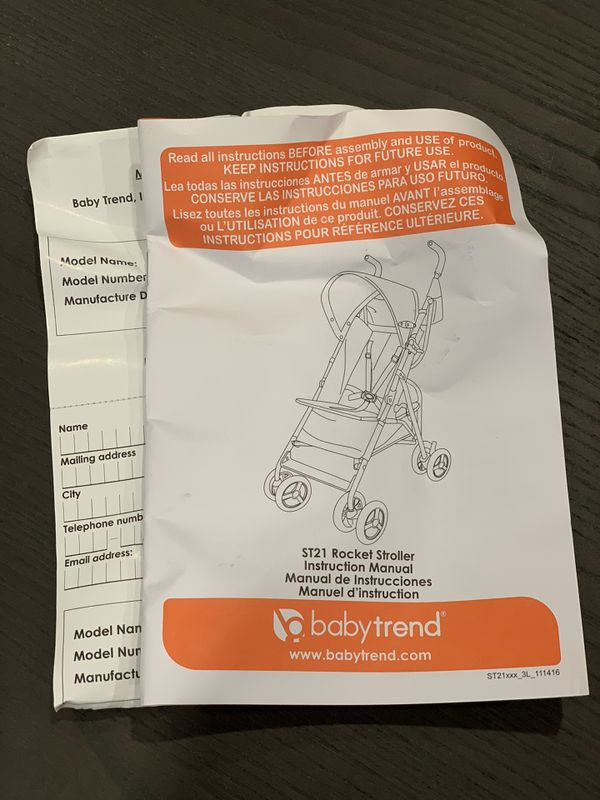 Read all instructions BEFORE assembly and USE of product.
KEEP INSTRUCTIONS FOR FUTURE USE.
Lea todas las instrucciones ANTES de armar y USAR el producto.
CONSERVE LAS INSTRUCCIONES PARA USO FUTURO.
Lisez toutes les instructions du manuel AVANT l'assemblage
ou L'UTILISATION de ce produit. CONSERVEZ CES
INSTRUCTIONS POUR RÉFÉRENCE ULTÉRIEURE.
ST21 Rocket Stroller
Instruction Manual
Manual de Instrucciones
Manuel d'instruction
babytrend®
www.babytrend.com
ST21xxx_3L_111416
Baby Trend, I
Model Name:
Model Number
Manufacture D
Name
Mailing address
City
Telephone numb
Email address:
Model Nam
Model Num
Manufactu